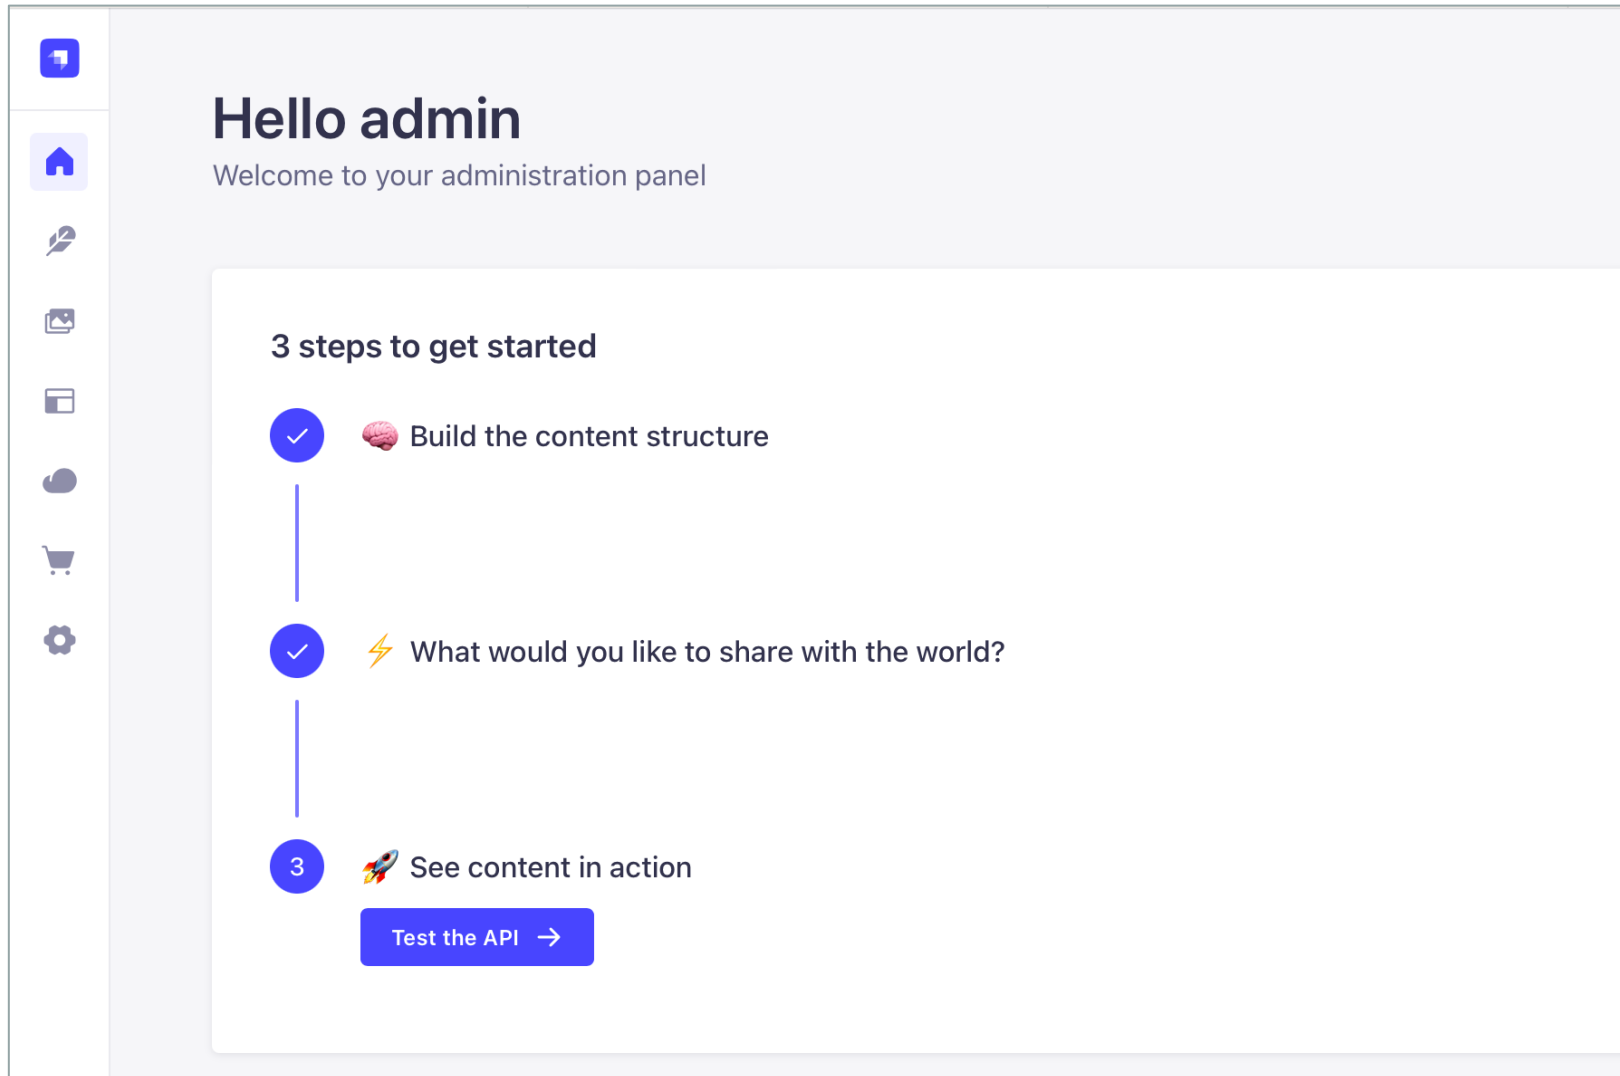 Hello admin
Welcome to your administration panel
3 steps to get started
🧠 Build the content structure
⚡ What would you like to share with the world?
3 🚀 See content in action
Test the API →